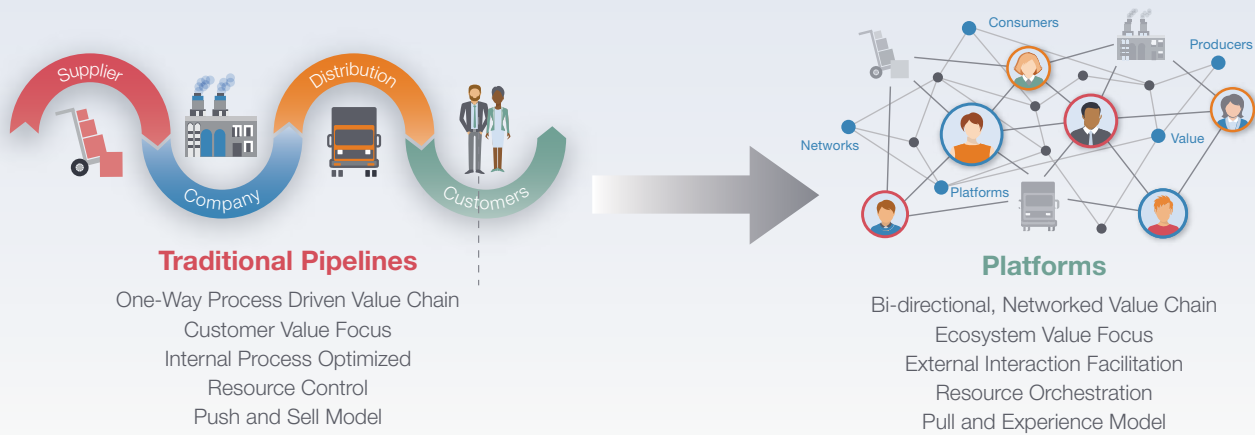 Supplier
Company
Distribution
Customers
Traditional Pipelines
One-Way Process Driven Value Chain
Customer Value Focus
Internal Process Optimized
Resource Control
Push and Sell Model
Consumers
Producers
Networks
Value
Platforms
Platforms
Bi-directional, Networked Value Chain
Ecosystem Value Focus
External Interaction Facilitation
Resource Orchestration
Pull and Experience Model